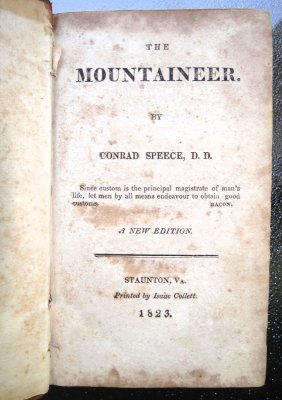 THE
MOUNTAINEER.
BY
CONRAD SPEECE, D. D.
Since custom is the principal magistrate of man's
life, let men by all means endeavour to obtain good
customs. BACON.
A NEW EDITION.
STAUNTON, VA.
Printed by Isaac Collett.
1823.